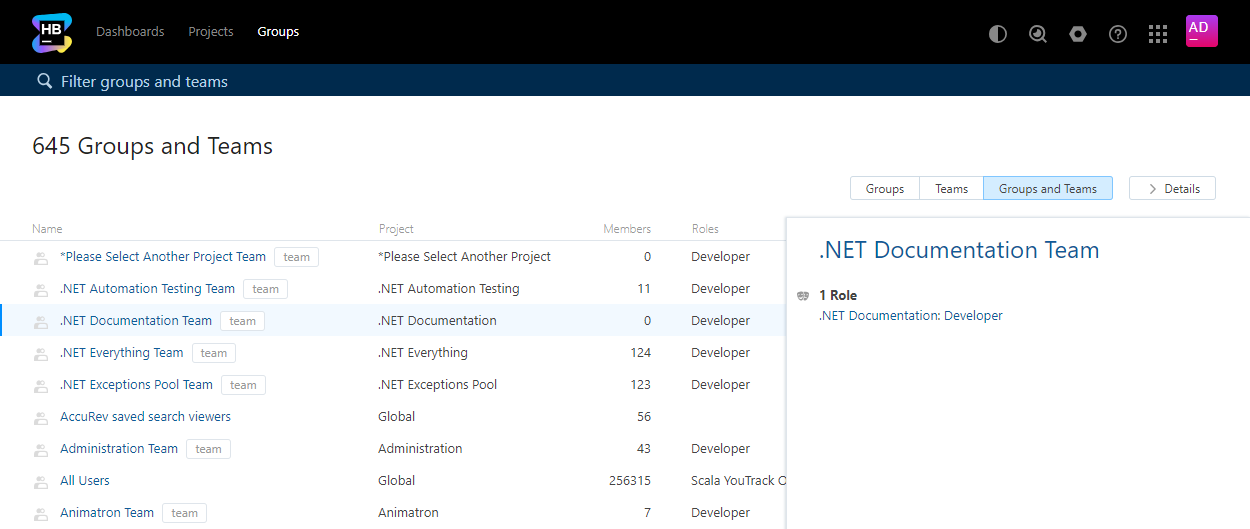 HB Dashboards Projects Groups AD
Filter groups and teams
645 Groups and Teams
Groups Teams Groups and Teams Details
Name Project Members Roles
*Please Select Another Project Team team *Please Select Another Project 0 Developer
.NET Automation Testing Team team .NET Automation Testing 11 Developer
.NET Documentation Team team .NET Documentation 0 Developer
.NET Everything Team team .NET Everything 124 Developer
.NET Exceptions Pool Team team .NET Exceptions Pool 123 Developer
AccuRev saved search viewers Global 56
Administration Team team Administration 43 Developer
All Users Global 256315 Scala YouTrack O
Animatron Team team Animatron 7 Developer
.NET Documentation Team
1 Role
.NET Documentation: Developer